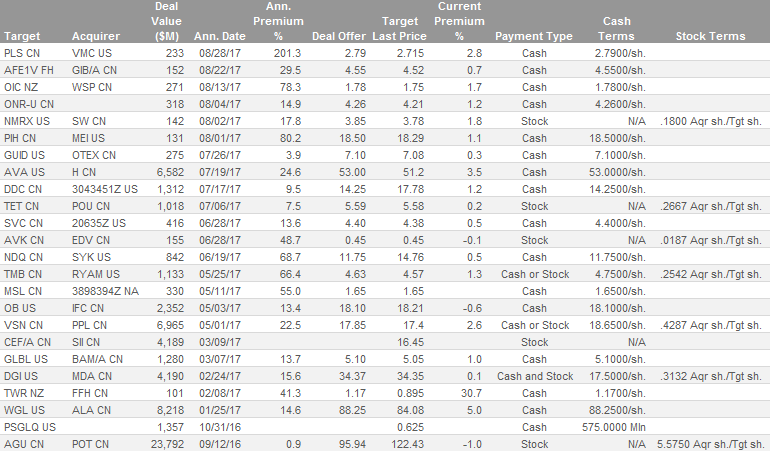 Target Acquirer Deal Value ($M) Ann. Date Ann. Premium % Deal Offer Target Last Price Current Premium % Payment Type Cash Terms Stock Terms
PLS CN VMC US 233 08/28/17 201.3 2.79 2.715 2.8 Cash 2.7900/sh.
AFE1V FH GIB/A CN 152 08/22/17 29.5 4.55 4.52 0.7 Cash 4.5500/sh.
OIC NZ WSP CN 271 08/13/17 78.3 1.78 1.75 1.7 Cash 1.7800/sh.
ONR-U CN 318 08/04/17 14.9 4.26 4.21 1.2 Cash 4.2600/sh.
NMRX US SW CN 142 08/02/17 17.8 3.85 3.78 1.8 Stock N/A .1800 Aqr sh./Tgt sh.
PIH CN MEI US 131 08/01/17 80.2 18.50 18.29 1.1 Cash 18.5000/sh.
GUID US OTEX CN 275 07/26/17 3.9 7.10 7.08 0.3 Cash 7.1000/sh.
AVA US H CN 6,582 07/19/17 24.6 53.00 51.2 3.5 Cash 53.0000/sh.
DDC CN 3043451Z US 1,312 07/17/17 9.5 14.25 17.78 1.2 Cash 14.2500/sh.
TET CN POU CN 1,018 07/06/17 7.5 5.59 5.58 0.2 Stock N/A .2667 Aqr sh./Tgt sh.
SVC CN 20635Z US 416 06/28/17 13.6 4.40 4.38 0.5 Cash 4.4000/sh.
AVK CN EDV CN 155 06/28/17 48.7 0.45 0.45 -0.1 Stock N/A .0187 Aqr sh./Tgt sh.
NDQ CN SYK US 842 06/19/17 68.7 11.75 14.76 0.5 Cash 11.7500/sh.
TMB CN RYAM US 1,133 05/25/17 66.4 4.63 4.57 1.3 Cash or Stock 4.7500/sh. .2542 Aqr sh./Tgt sh.
MSL CN 3898394Z NA 330 05/11/17 55.0 1.65 1.65 Cash 1.6500/sh.
OB US IFC CN 2,352 05/03/17 13.4 18.10 18.21 -0.6 Cash 18.1000/sh.
VSN CN PPL CN 6,965 05/01/17 22.5 17.85 17.4 2.6 Cash or Stock 18.6500/sh. .4287 Aqr sh./Tgt sh.
CEF/A CN SII CN 4,189 03/09/17 16.45 Stock N/A
GLBL US BAM/A CN 1,280 03/07/17 13.7 5.10 5.05 1.0 Cash 5.1000/sh.
DGI US MDA CN 4,190 02/24/17 15.6 34.37 34.35 0.1 Cash and Stock 17.5000/sh. .3132 Aqr sh./Tgt sh.
TWR NZ FFH CN 101 02/08/17 41.3 1.17 0.895 30.7 Cash 1.1700/sh.
WGL US ALA CN 8,218 01/25/17 14.6 88.25 84.08 5.0 Cash 88.2500/sh.
PSGLQ US 1,357 10/31/16 0.625 Cash 575.0000 Mln
AGU CN POT CN 23,792 09/12/16 0.9 95.94 122.43 -1.0 Stock N/A 5.5750 Aqr sh./Tgt sh.